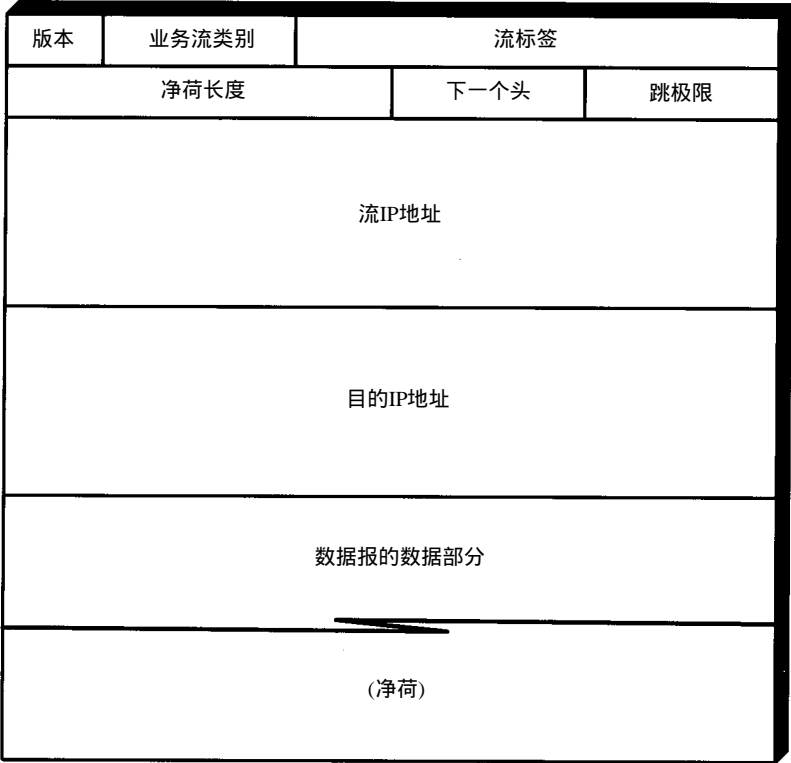 版本
业务流类别
流标签
净荷长度
下一个头
跳极限
流IP地址
目的IP地址
数据报的数据部分
(净荷)